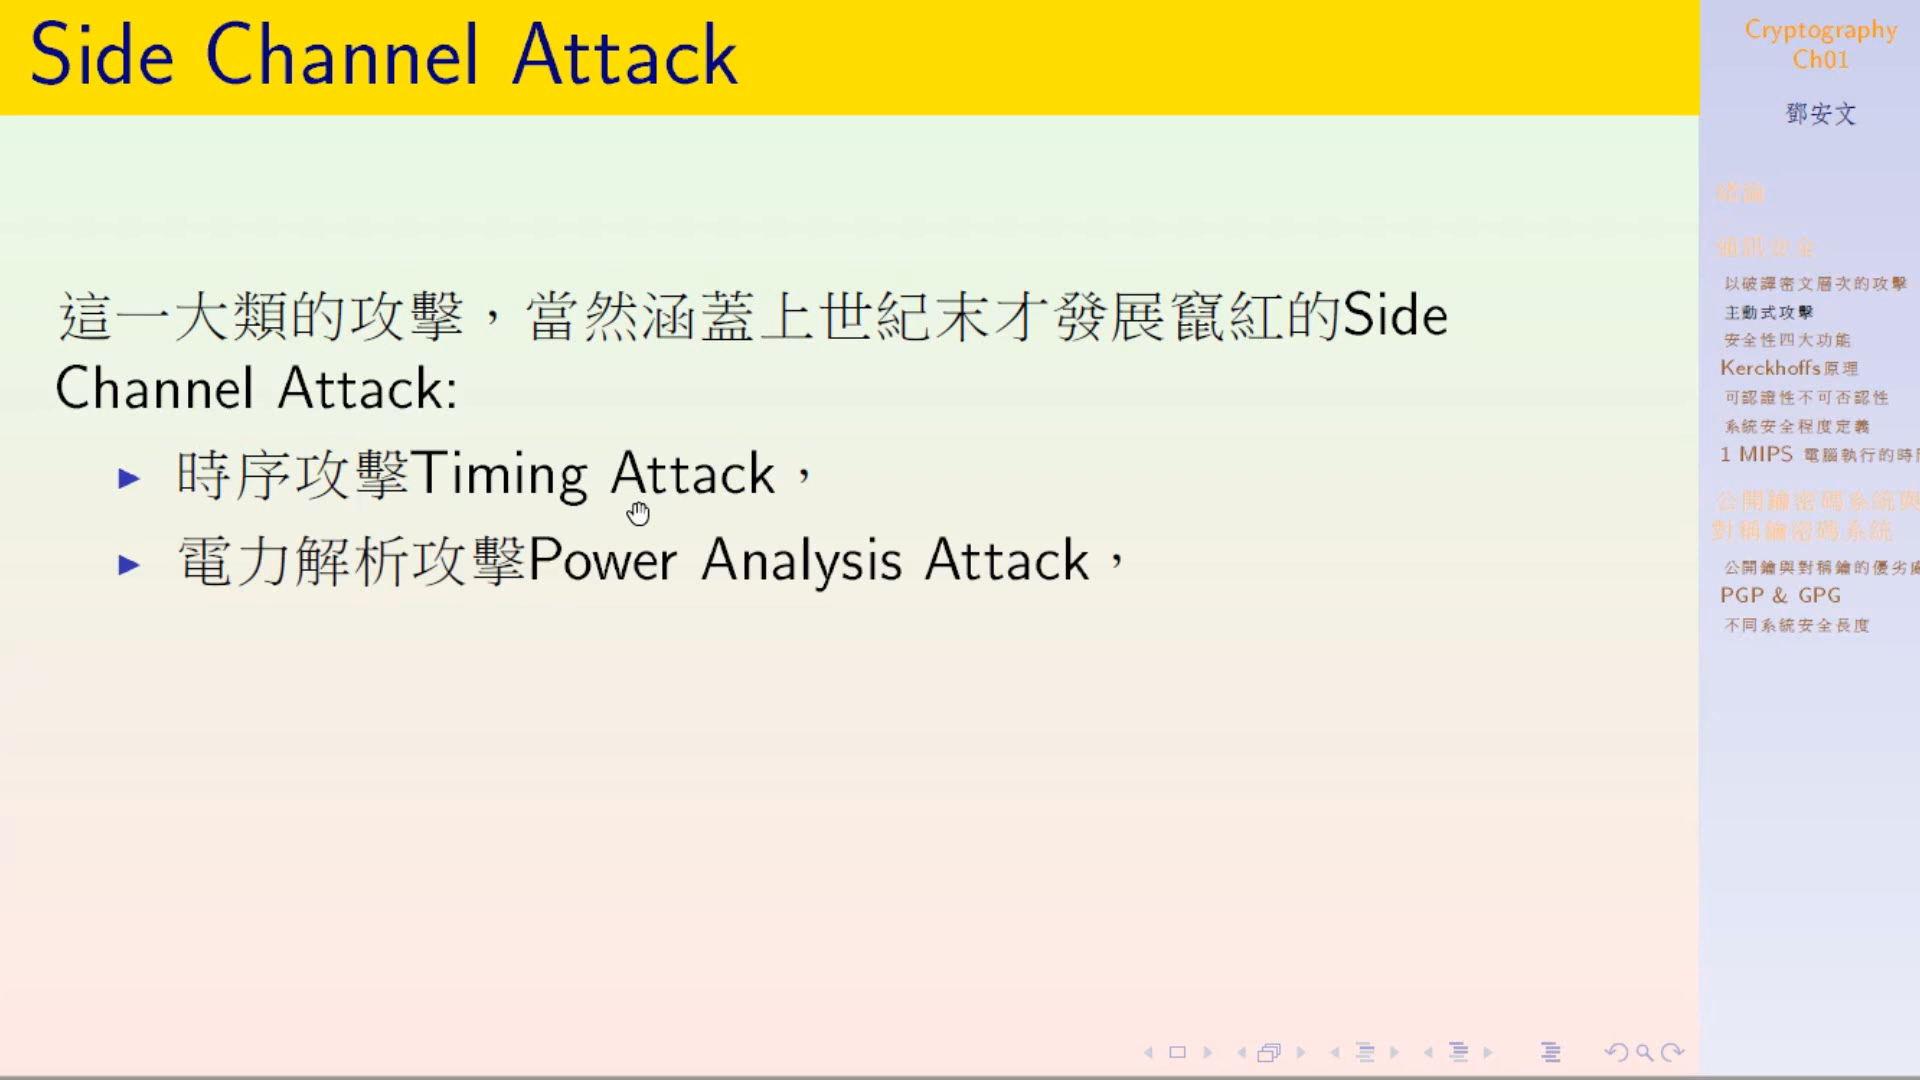 Side Channel Attack
這一大類的攻擊，當然涵蓋上世紀末才發展竄紅的Side
Channel Attack:
時序攻擊Timing Attack，
電力解析攻擊Power Analysis Attack，
Cryptography
Ch01
鄧安文
緒論
通訊安全
以破譯密文層次的攻擊
主動式攻擊
安全性四大功能
Kerckhoffs原理
可認證性不可否認性
系統安全程度定義
1 MIPS 電腦執行的時
公開鑰密碼系統與
對稱鑰密碼系統
公開鑰與對稱鑰的優劣
PGP & GPG
不同系統安全長度